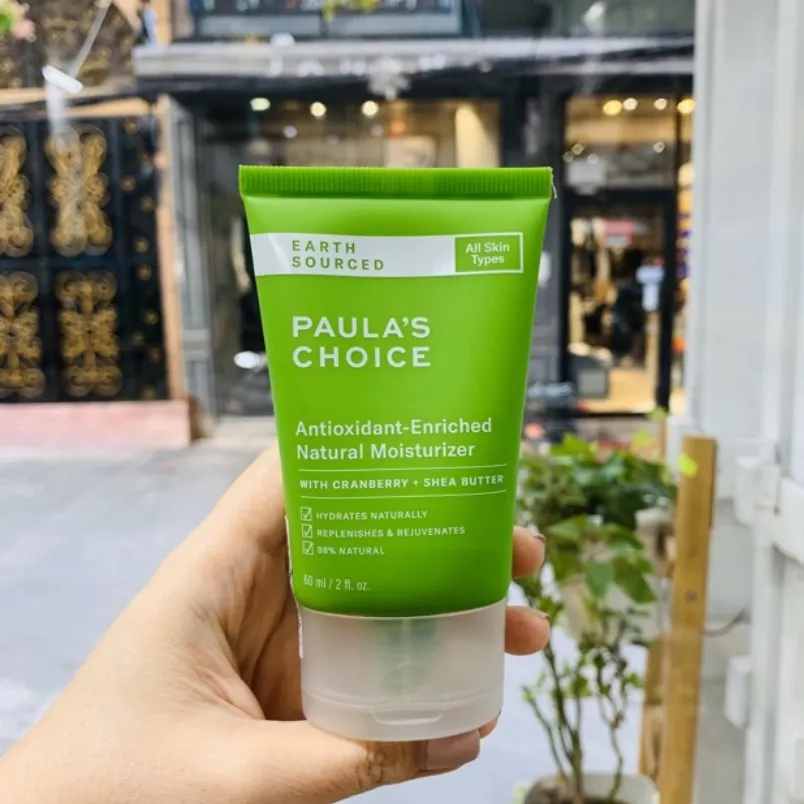 EARTH
SOURCED
All Skin
Types
PAULA'S
CHOICE
Antioxidant-Enriched
Natural Moisturizer
WITH CRANBERRY + SHEA BUTTER
☑ HYDRATES NATURALLY
☑ REPLENISHES & REJUVENATES
☑ 98% NATURAL
60 ml / 2 fl. oz.